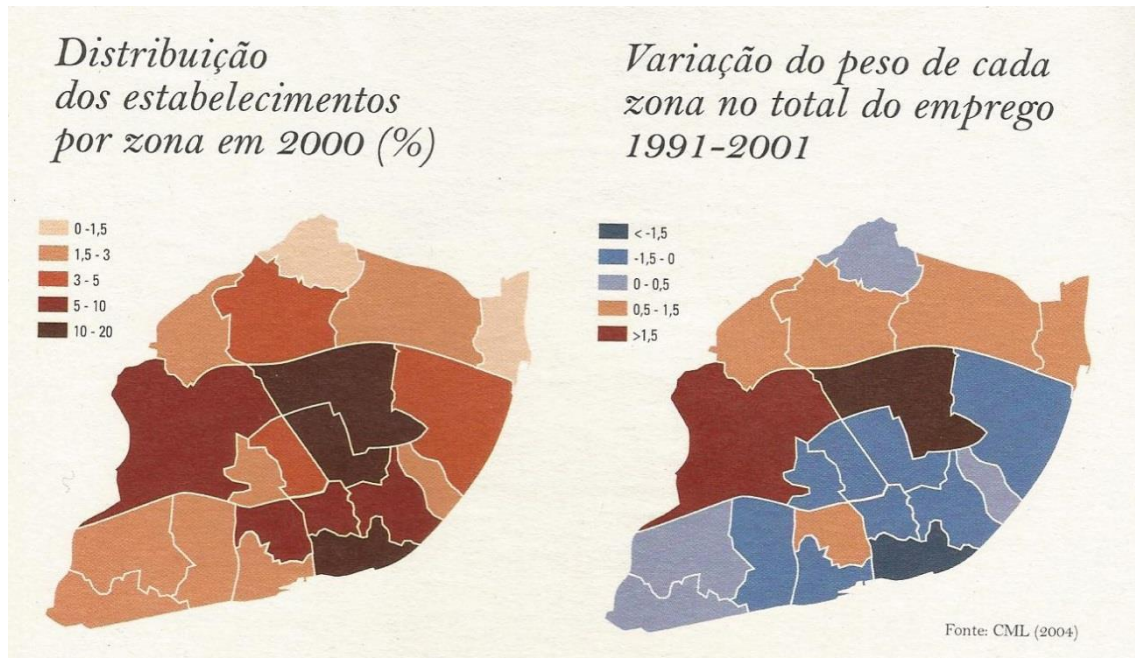 Distribuição
dos estabelecimentos
por zona em 2000 (%)
0 -1,5
1,5 - 3
3 - 5
5 - 10
10 - 20
Variação do peso de cada
zona no total do emprego
1991-2001
< -1,5
-1,5 - 0
0 - 0,5
0,5 - 1,5
>1,5
Fonte: CML (2004)